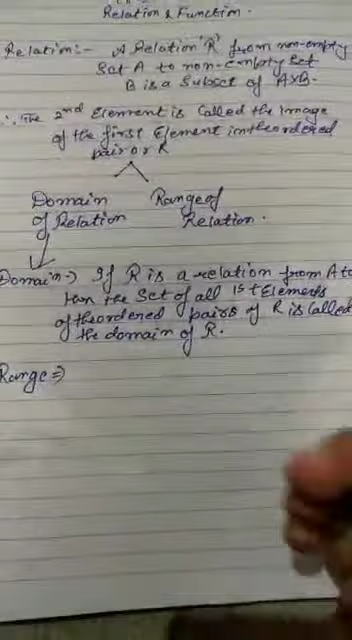 Relation & Function.
Relation:- A Relation 'R' from non-empty
Set A to non-empty Set
B is a Subset of AxB.
∴ The 2nd Element is Called the Image
of the first Element in the ordered
pair or R
Domain Range of
of Relation Relation.
Domain → If R is a relation from A to
then the Set of all 1st Elements
of the ordered pairs of R is Called
the domain of R.
Range ⇒